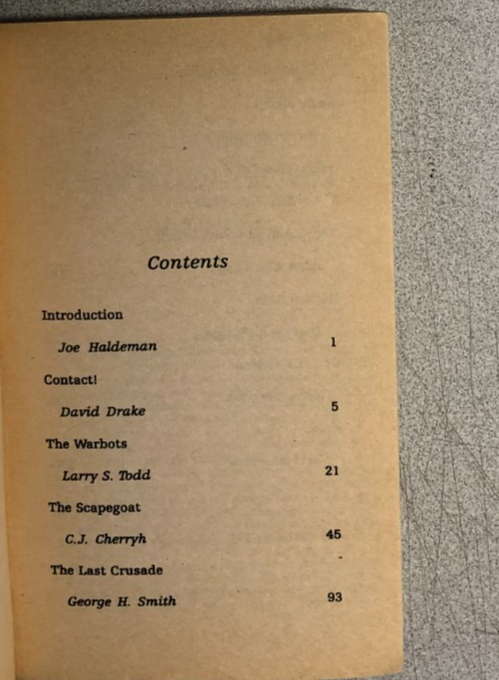 Contents
Introduction
Joe Haldeman 1
Contact!
David Drake 5
The Warbots
Larry S. Todd 21
The Scapegoat
C.J. Cherryh 45
The Last Crusade
George H. Smith 93